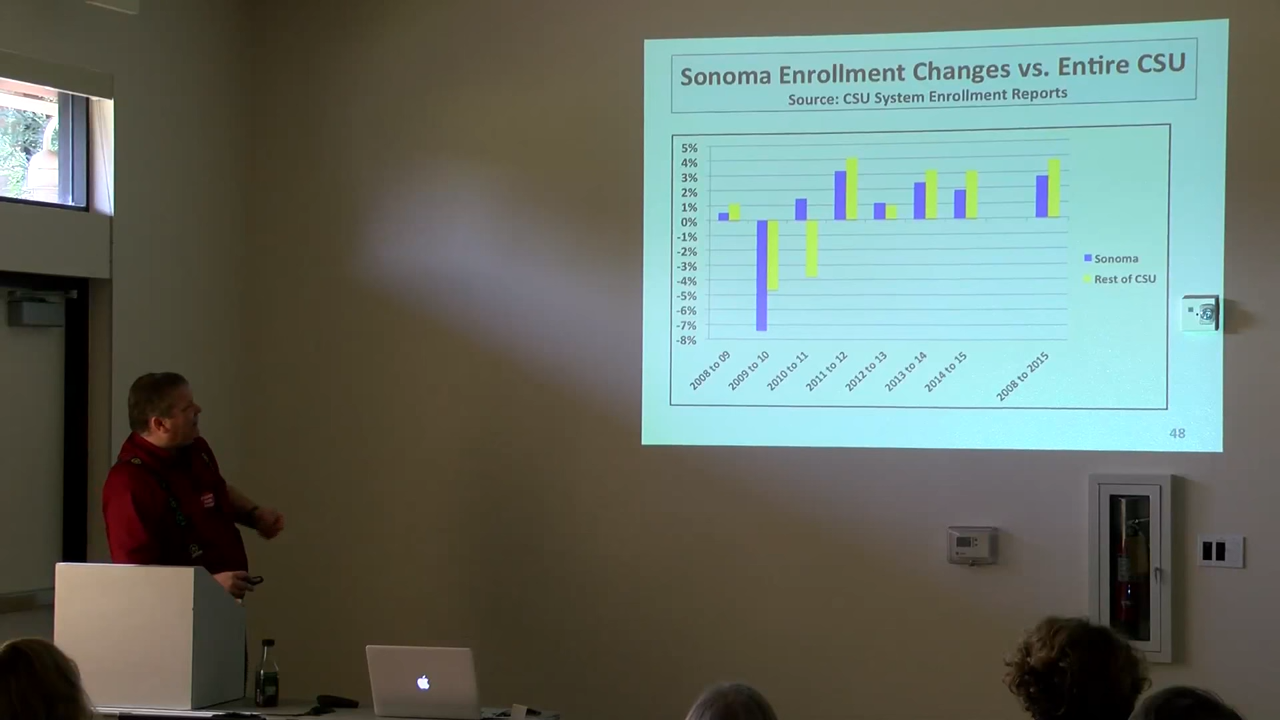 Sonoma Enrollment Changes vs. Entire CSU
Source: CSU System Enrollment Reports
5%
4%
3%
2%
1%
0%
-1%
-2%
-3%
-4%
-5%
-6%
-7%
-8%
2008 to 09
2009 to 10
2010 to 11
2011 to 12
2012 to 13
2013 to 14
2014 to 15
2008 to 2015
Sonoma
Rest of CSU
48